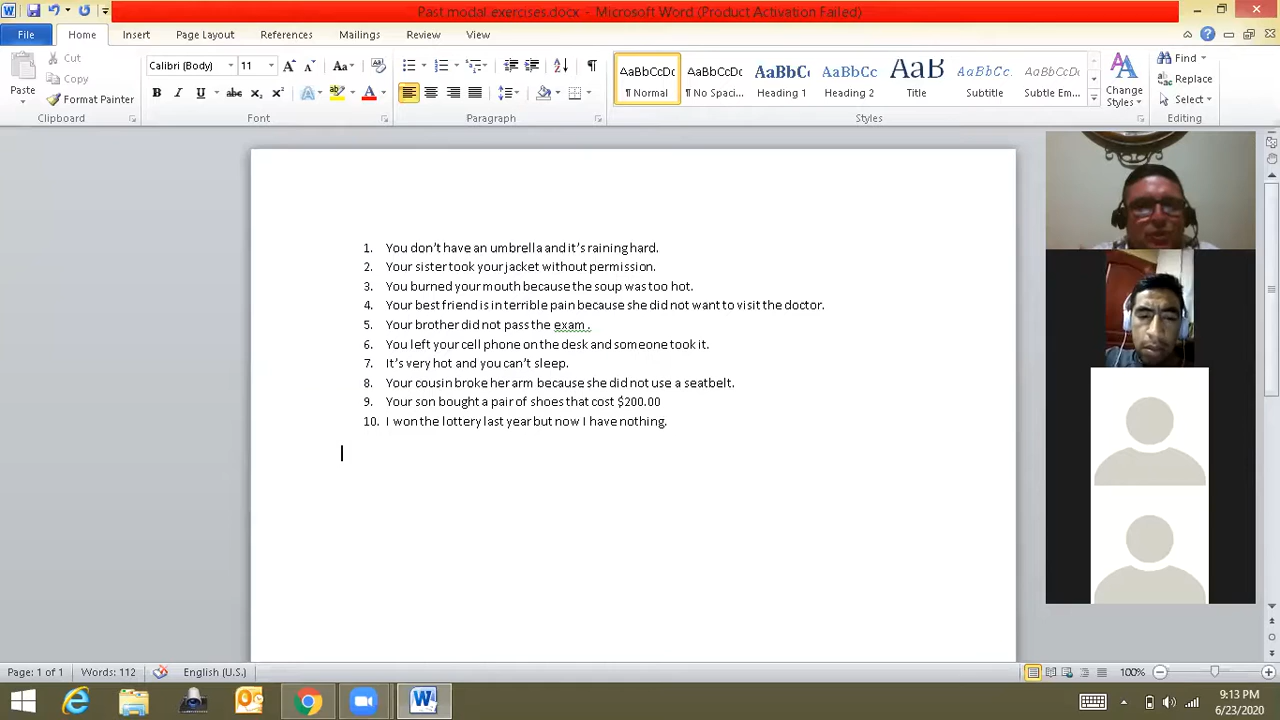 Past modal exercises.docx - Microsoft Word (Product Activation Failed)
File Home Insert Page Layout References Mailings Review View
Cut
Copy
Format Painter
Paste
Clipboard
Calibri (Body) 11
Font
Paragraph
AaBbCcDc AaBbCcDc AaBbCc AaBbCc AaB AaBbCc. AaBbCcDc
¶ Normal ¶ No Spaci... Heading 1 Heading 2 Title Subtitle Subtle Em...
Change Styles
Styles
Find
Replace
Select
Editing
1. You don't have an umbrella and it's raining hard.
2. Your sister took your jacket without permission.
3. You burned your mouth because the soup was too hot.
4. Your best friend is in terrible pain because she did not want to visit the doctor.
5. Your brother did not pass the exam .
6. You left your cell phone on the desk and someone took it.
7. It's very hot and you can't sleep.
8. Your cousin broke her arm because she did not use a seatbelt.
9. Your son bought a pair of shoes that cost $200.00
10. I won the lottery last year but now I have nothing.
Page: 1 of 1 Words: 112 English (U.S.) 100%
9:13 PM
6/23/2020